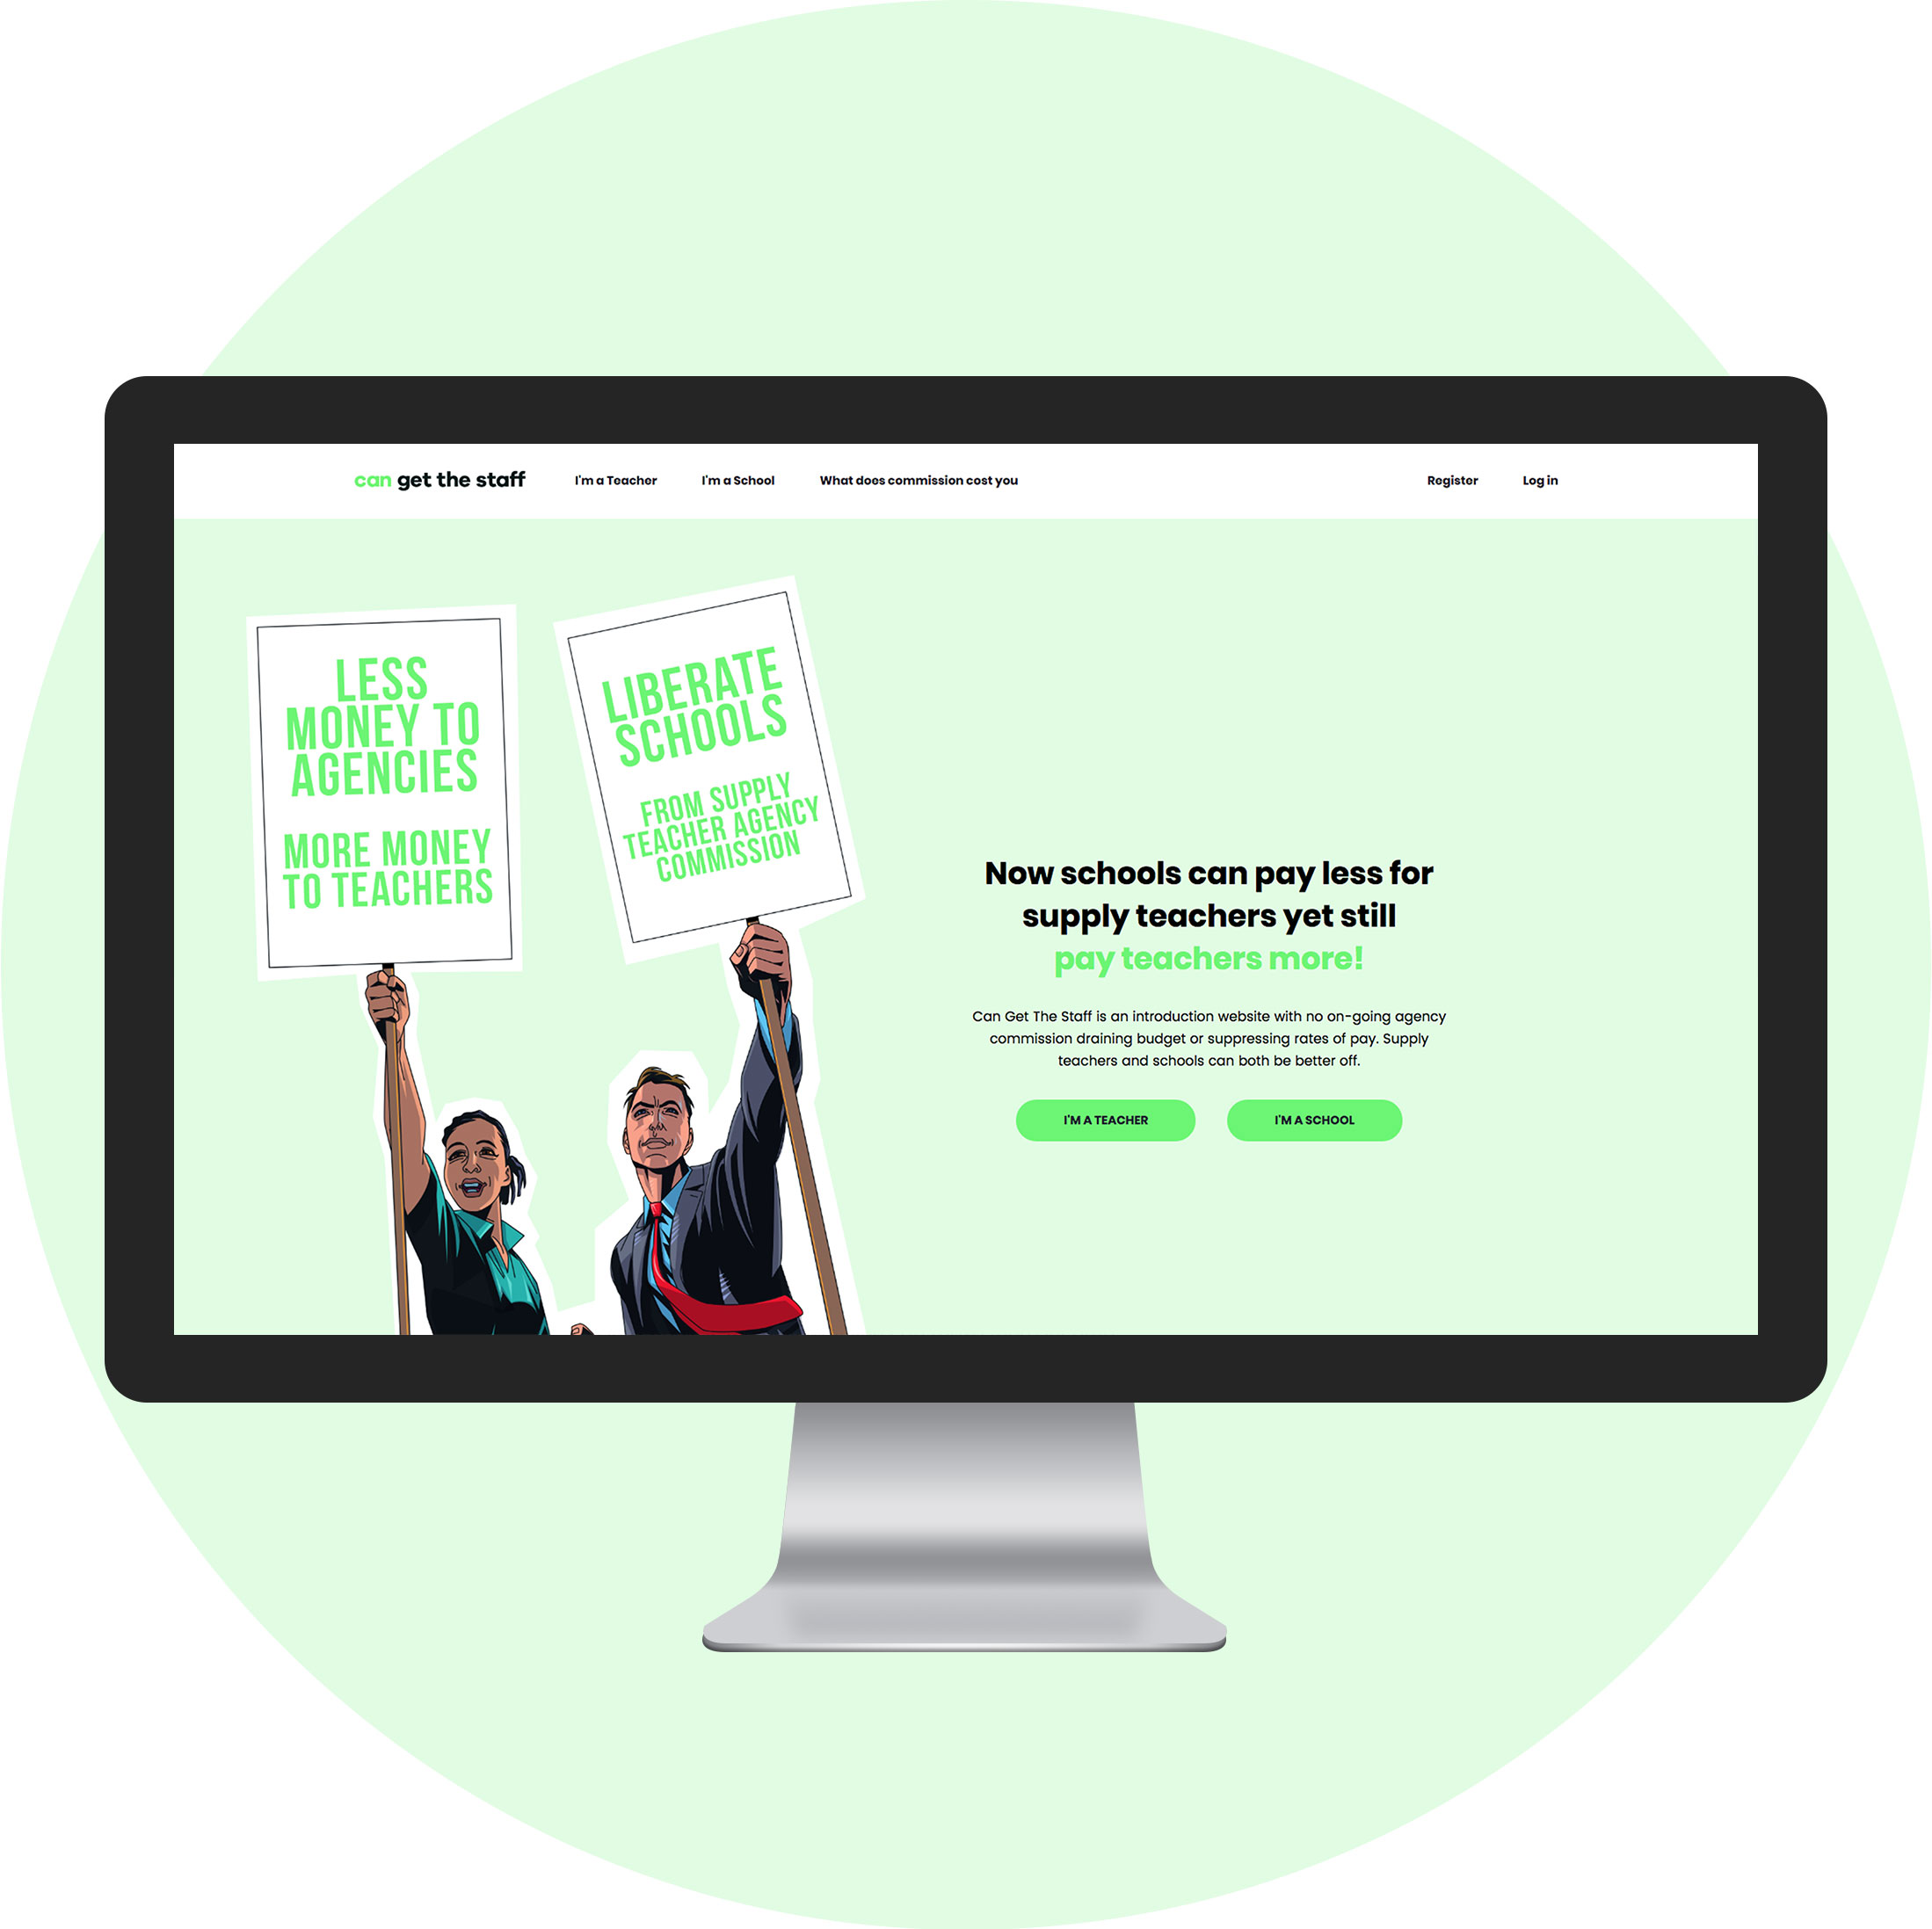 can get the staff I'm a Teacher I'm a School What does commission cost you Register Log in
LESS
MONEY TO
AGENCIES
MORE MONEY
TO TEACHERS
LIBERATE
SCHOOLS
FROM SUPPLY
TEACHER AGENCY
COMMISSION
Now schools can pay less for
supply teachers yet still
pay teachers more!
Can Get The Staff is an introduction website with no on-going agency
commission draining budget or suppressing rates of pay. Supply
teachers and schools can both be better off.
I'M A TEACHER I'M A SCHOOL